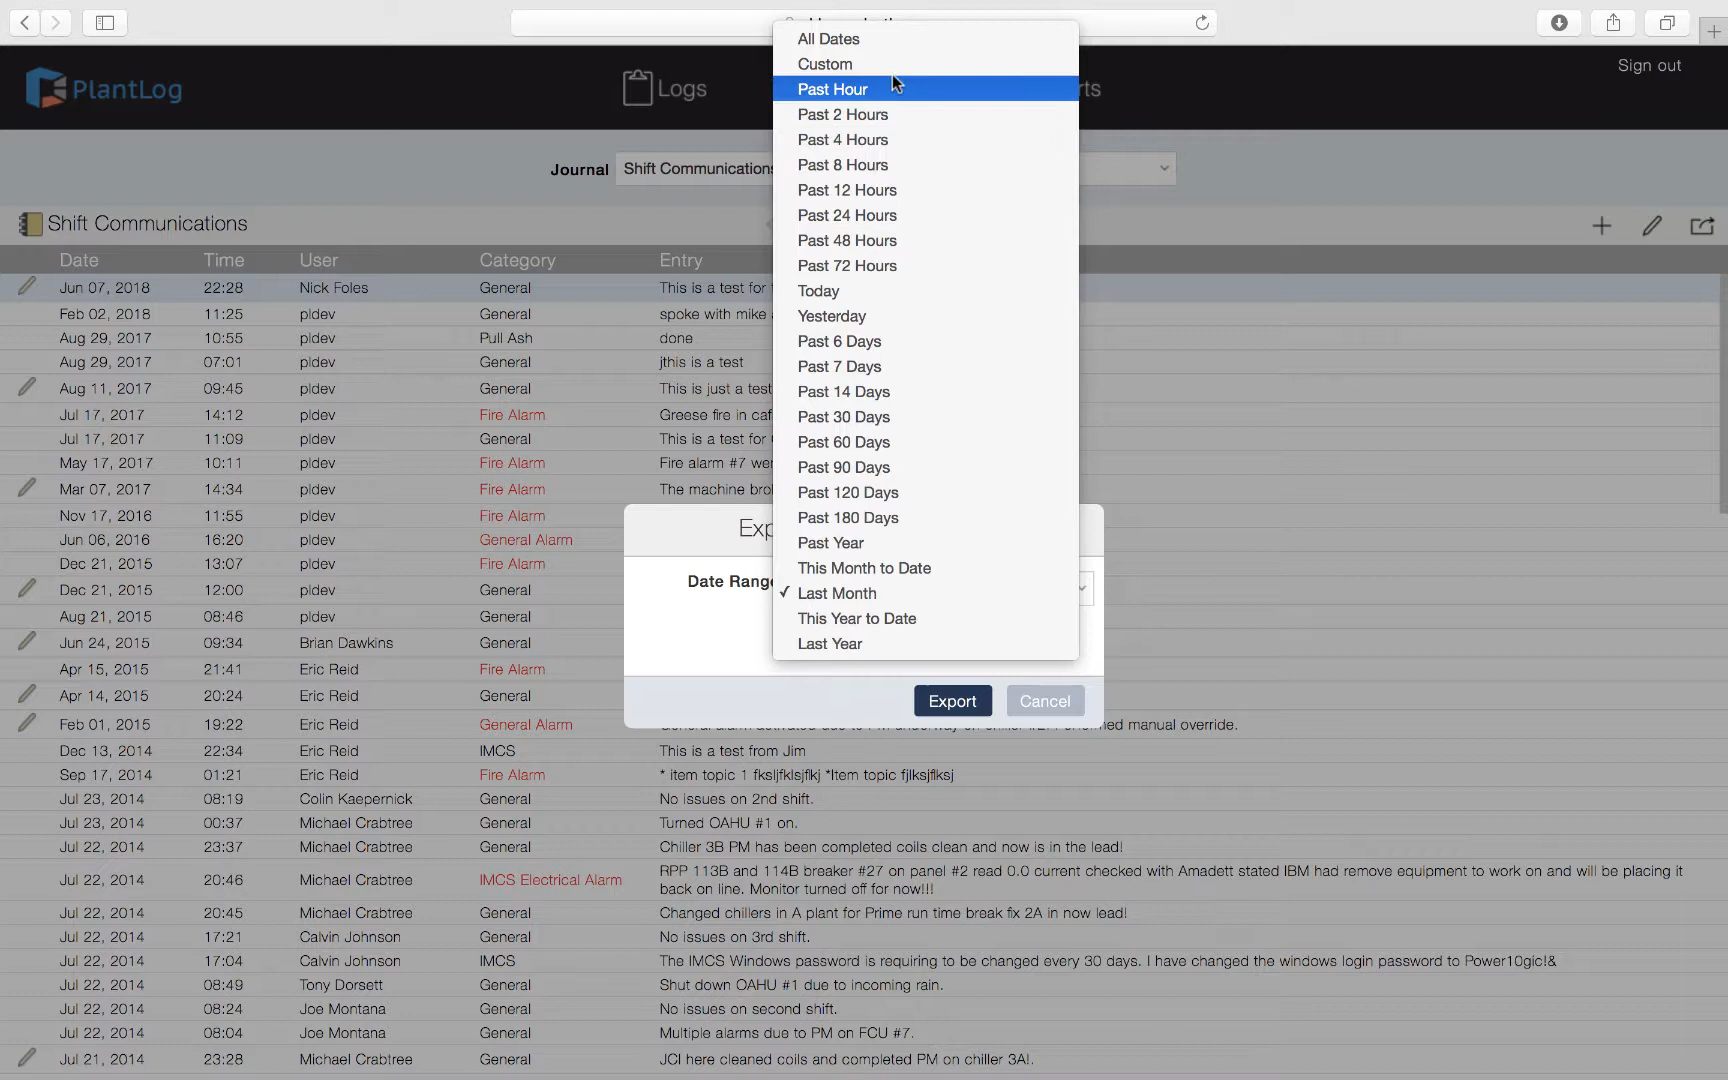 PlantLog
Logs
rts
Sign out
All Dates
Custom
Past Hour
Past 2 Hours
Past 4 Hours
Past 8 Hours
Past 12 Hours
Past 24 Hours
Past 48 Hours
Past 72 Hours
Today
Yesterday
Past 6 Days
Past 7 Days
Past 14 Days
Past 30 Days
Past 60 Days
Past 90 Days
Past 120 Days
Past 180 Days
Past Year
This Month to Date
✓ Last Month
This Year to Date
Last Year
Journal Shift Communications
Shift Communications
Date Time User Category Entry
Jun 07, 2018 22:28 Nick Foles General This is a test for
Feb 02, 2018 11:25 pldev General spoke with mike
Aug 29, 2017 10:55 pldev Pull Ash done
Aug 29, 2017 07:01 pldev General jthis is a test
Aug 11, 2017 09:45 pldev General This is just a test
Jul 17, 2017 14:12 pldev Fire Alarm Greese fire in caf
Jul 17, 2017 11:09 pldev General This is a test for
May 17, 2017 10:11 pldev Fire Alarm Fire alarm #7 wer
Mar 07, 2017 14:34 pldev Fire Alarm The machine bro
Nov 17, 2016 11:55 pldev Fire Alarm
Jun 06, 2016 16:20 pldev General Alarm
Dec 21, 2015 13:07 pldev Fire Alarm
Dec 21, 2015 12:00 pldev General
Aug 21, 2015 08:46 pldev General
Jun 24, 2015 09:34 Brian Dawkins General
Apr 15, 2015 21:41 Eric Reid Fire Alarm
Apr 14, 2015 20:24 Eric Reid General
Exp
Date Range
Export Cancel
Feb 01, 2015 19:22 Eric Reid General Alarm med manual override.
Dec 13, 2014 22:34 Eric Reid IMCS This is a test from Jim
Sep 17, 2014 01:21 Eric Reid Fire Alarm * item topic 1 fksljfklsjflkj *Item topic fjlksjflksj
Jul 23, 2014 08:19 Colin Kaepernick General No issues on 2nd shift.
Jul 23, 2014 00:37 Michael Crabtree General Turned OAHU #1 on.
Jul 22, 2014 23:37 Michael Crabtree General Chiller 3B PM has been completed coils clean and now is in the lead!
Jul 22, 2014 20:46 Michael Crabtree IMCS Electrical Alarm RPP 113B and 114B breaker #27 on panel #2 read 0.0 current checked with Amadett stated IBM had remove equipment to work on and will be placing it
back on line. Monitor turned off for now!!!
Jul 22, 2014 20:45 Michael Crabtree General Changed chillers in A plant for Prime run time break fix 2A in now lead!
Jul 22, 2014 17:21 Calvin Johnson General No issues on 3rd shift.
Jul 22, 2014 17:04 Calvin Johnson IMCS The IMCS Windows password is requiring to be changed every 30 days. I have changed the windows login password to Power10gic!&
Jul 22, 2014 08:49 Tony Dorsett General Shut down OAHU #1 due to incoming rain.
Jul 22, 2014 08:24 Joe Montana General No issues on second shift.
Jul 22, 2014 08:04 Joe Montana General Multiple alarms due to PM on FCU #7.
Jul 21, 2014 23:28 Michael Crabtree General JCI here cleaned coils and completed PM on chiller 3A!.